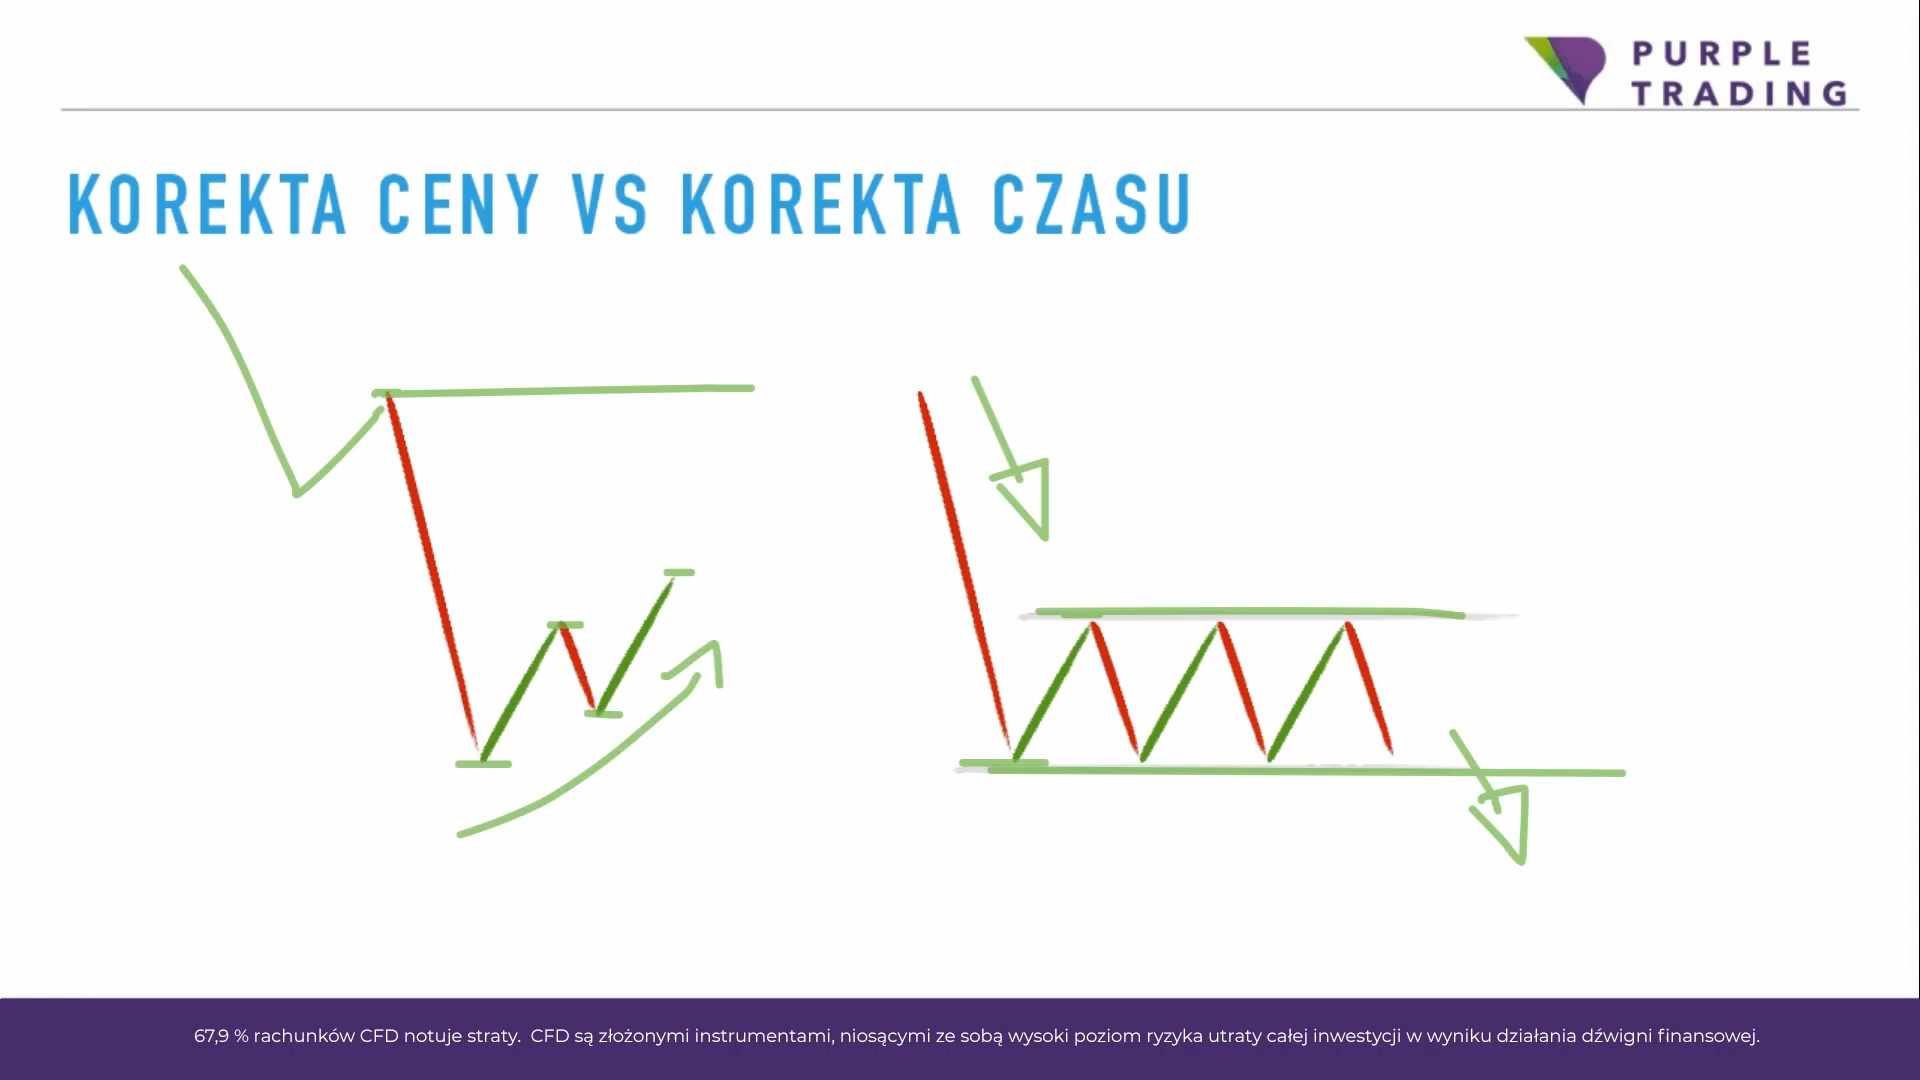 PURPLE
TRADING
KOREKTA CENY VS KOREKTA CZASU
67,9 % rachunków CFD notuje straty.  CFD są złożonymi instrumentami, niosącymi ze sobą wysoki poziom ryzyka utraty całej inwestycji w wyniku działania dźwigni finansowej.